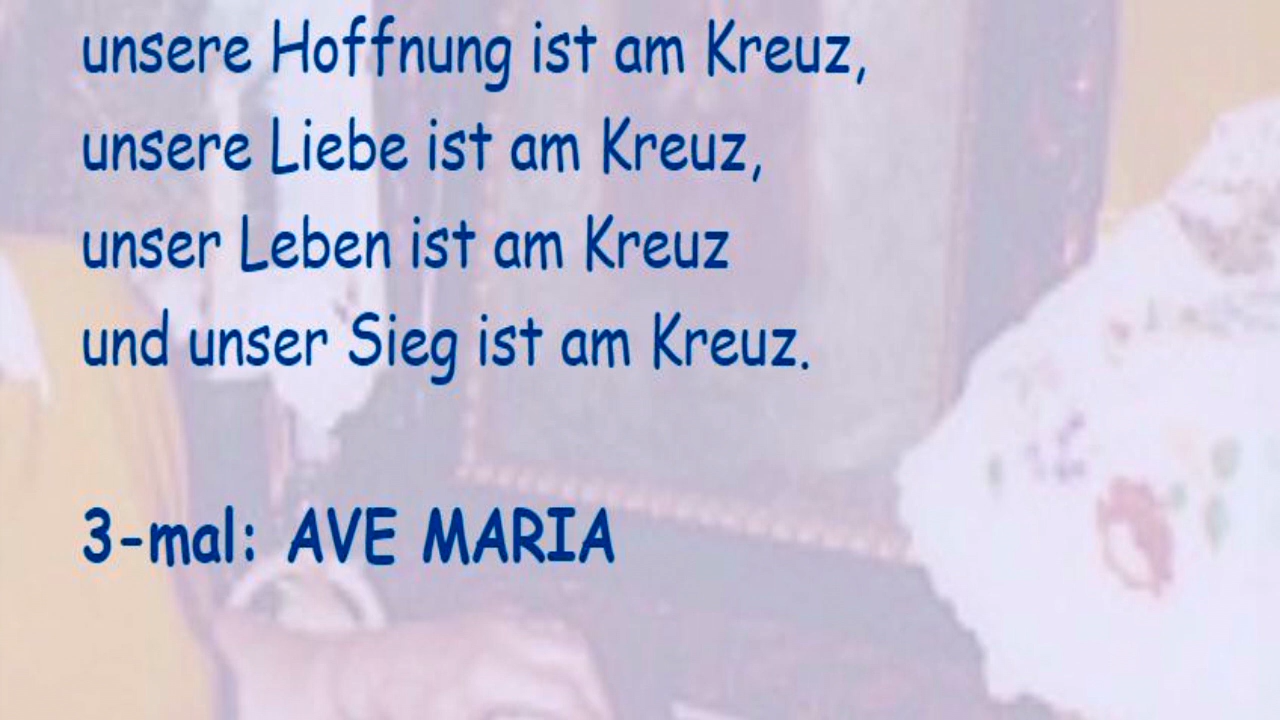 unsere Hoffnung ist am Kreuz,
unsere Liebe ist am Kreuz,
unser Leben ist am Kreuz
und unser Sieg ist am Kreuz.
3-mal: AVE MARIA